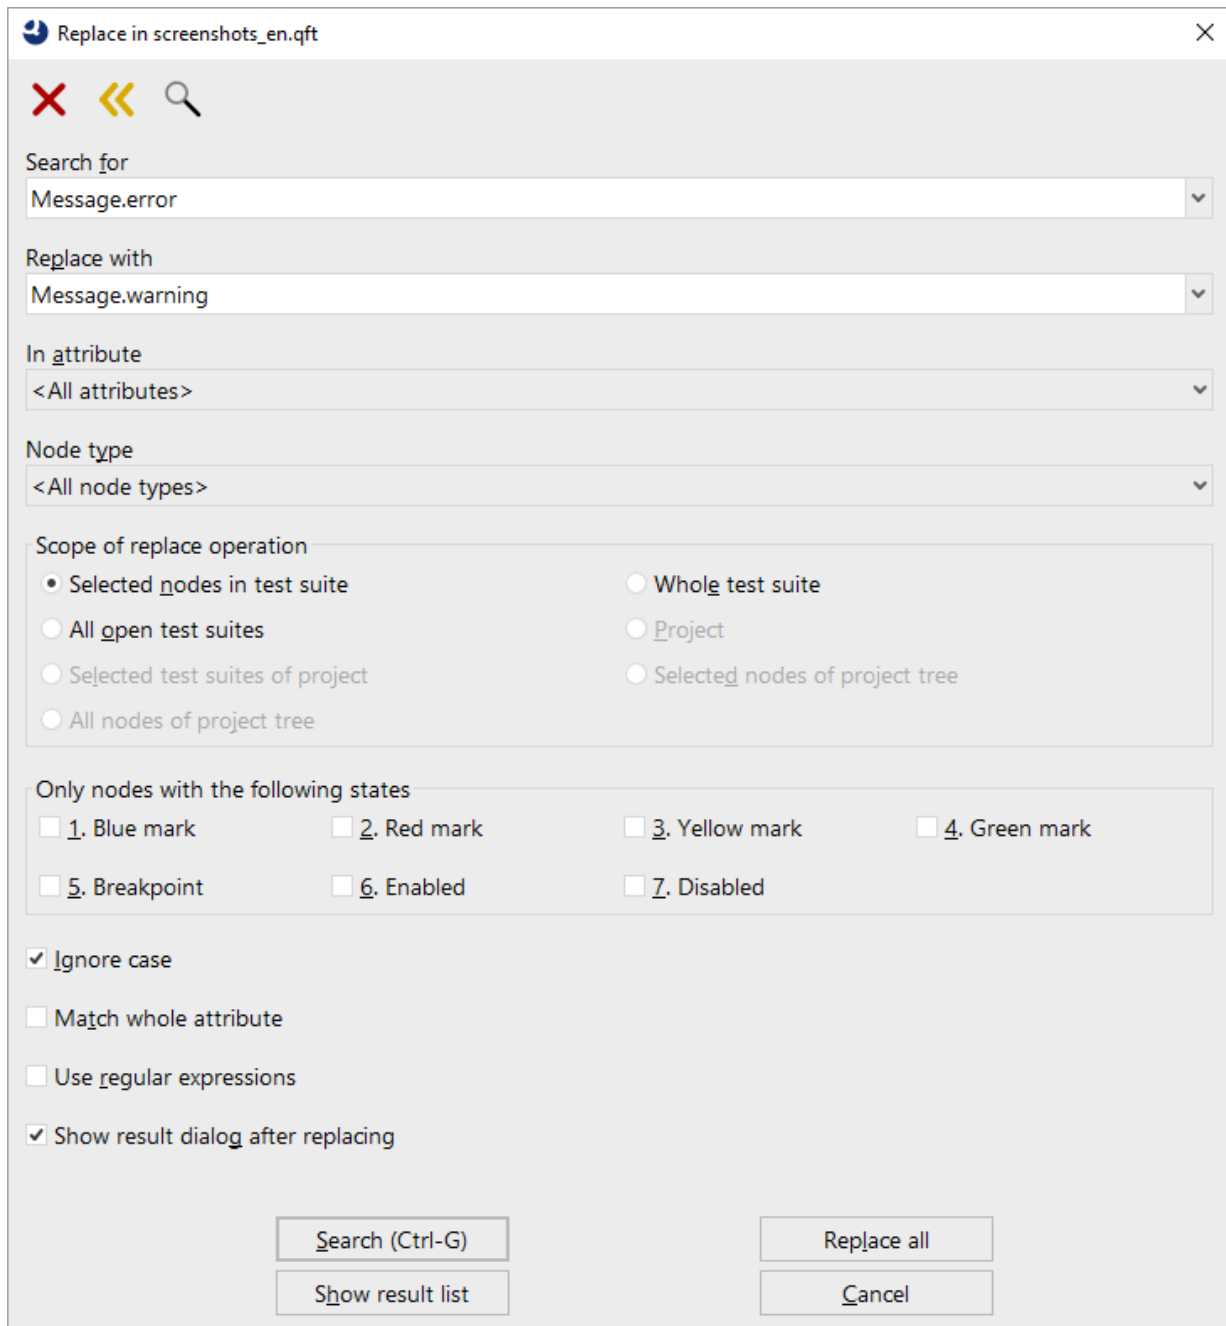 Replace in screenshots_en.qft
Search for
Message.error
Replace with
Message.warning
In attribute
<All attributes>
Node type
<All node types>
Scope of replace operation
Selected nodes in test suite
Whole test suite
All open test suites
Project
Selected test suites of project
Selected nodes of project tree
All nodes of project tree
Only nodes with the following states
1. Blue mark
2. Red mark
3. Yellow mark
4. Green mark
5. Breakpoint
6. Enabled
7. Disabled
Ignore case
Match whole attribute
Use regular expressions
Show result dialog after replacing
Search (Ctrl-G)
Replace all
Show result list
Cancel